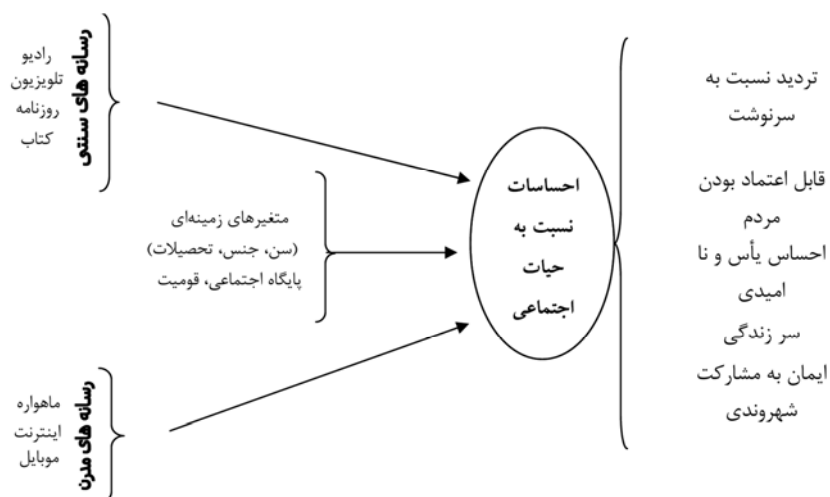 تردید نسبت به
سرنوشت
قابل اعتماد بودن
مردم
احساس یأس و نا
امیدی
سر زندگی
ایمان به مشارکت
شهروندی
احساسات
نسبت به
حیات
اجتماعی
رسانه های سنتی
رادیو
تلویزیون
روزنامه
کتاب
متغیرهای زمینه‌ای
(سن، جنس، تحصیلات)
پایگاه اجتماعی، قومیت
رسانه های مدرن
ماهواره
اینترنت
موبایل